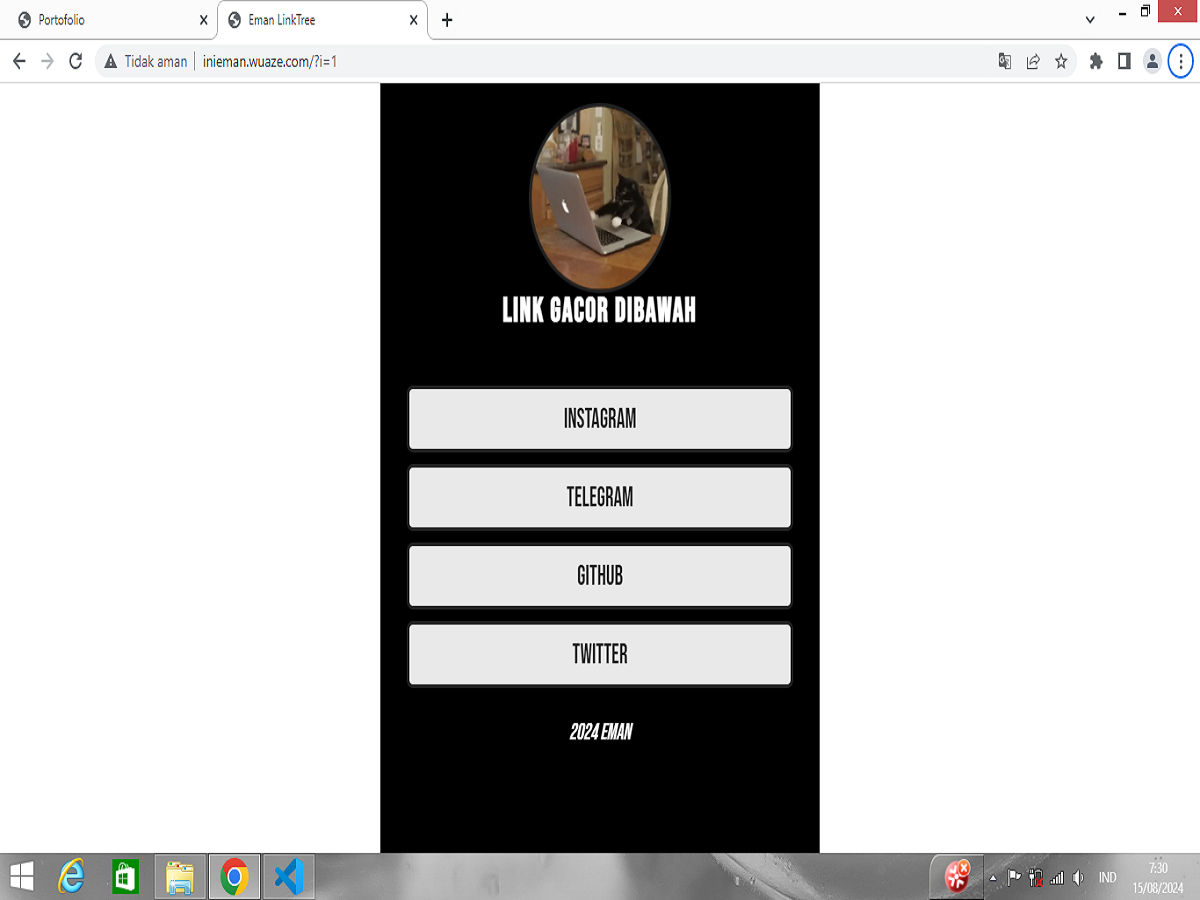 Portofolio
Eman LinkTree
Tidak aman
inieman.wuaze.com/?i=1
LINK GACOR DIBAWAH
INSTAGRAM
TELEGRAM
GITHUB
TWITTER
2024 EMAN
IND
7:30
15/08/2024